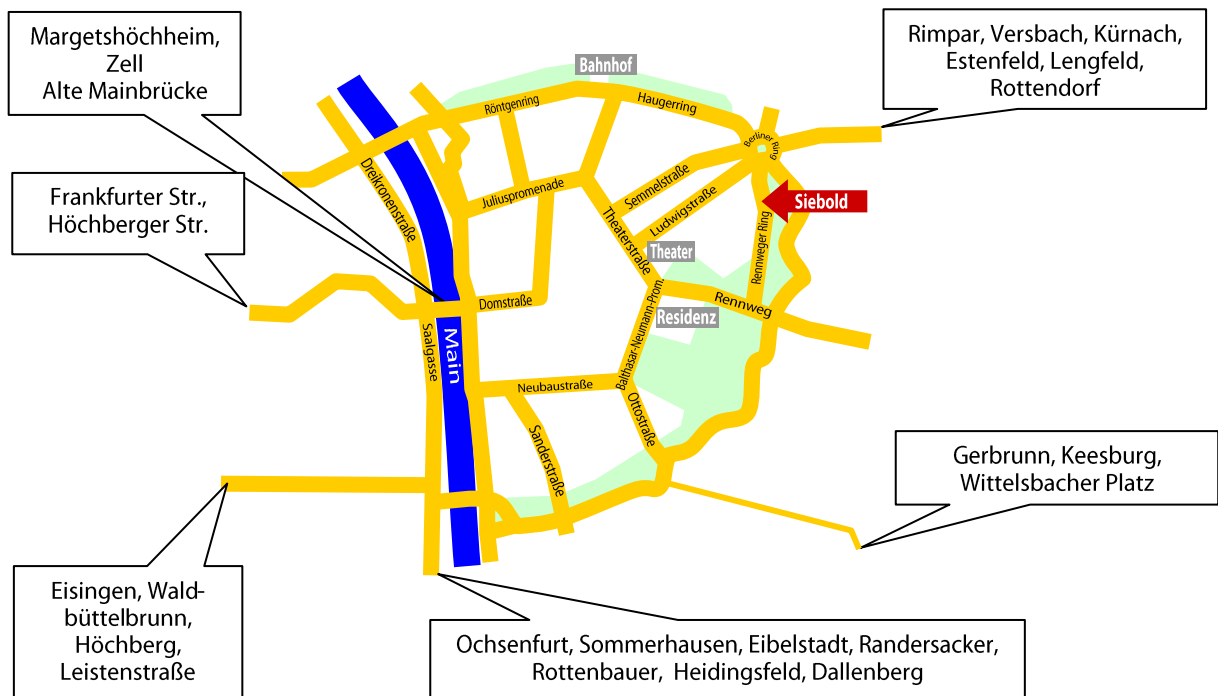 Margetshöchheim,
Zell
Alte Mainbrücke
Rimpar, Versbach, Kürnach,
Estenfeld, Lengfeld,
Rottendorf
Bahnhof
Röntgenring
Haugerring
Berliner Ring
Dreikronenstraße
Juliuspromenade
Semmelstraße
Ludwigstraße
Theaterstraße
Siebold
Rennweger Ring
Frankfurter Str.,
Höchberger Str.
Theater
Domstraße
Rennweg
Residenz
Balthasar-Neumann-Prom.
Saalgasse
Main
Neubaustraße
Ottostraße
Sanderstraße
Gerbrunn, Keesburg,
Wittelsbacher Platz
Eisingen, Wald-
büttelbrunn,
Höchberg,
Leistenstraße
Ochsenfurt, Sommerhausen, Eibelstadt, Randersacker,
Rottenbauer, Heidingsfeld, Dallenberg